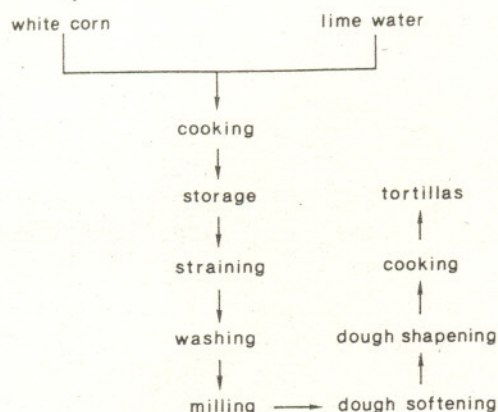 white corn
lime water
cooking
storage
straining
washing
milling
dough softening
dough shapening
cooking
tortillas